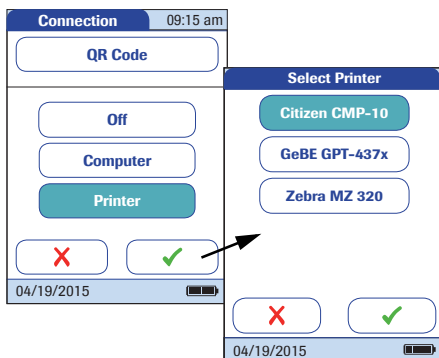 Connection 09:15 am
QR Code
Off
Computer
Printer
04/19/2015
Select Printer
Citizen CMP-10
GeBE GPT-437x
Zebra MZ 320
04/19/2015